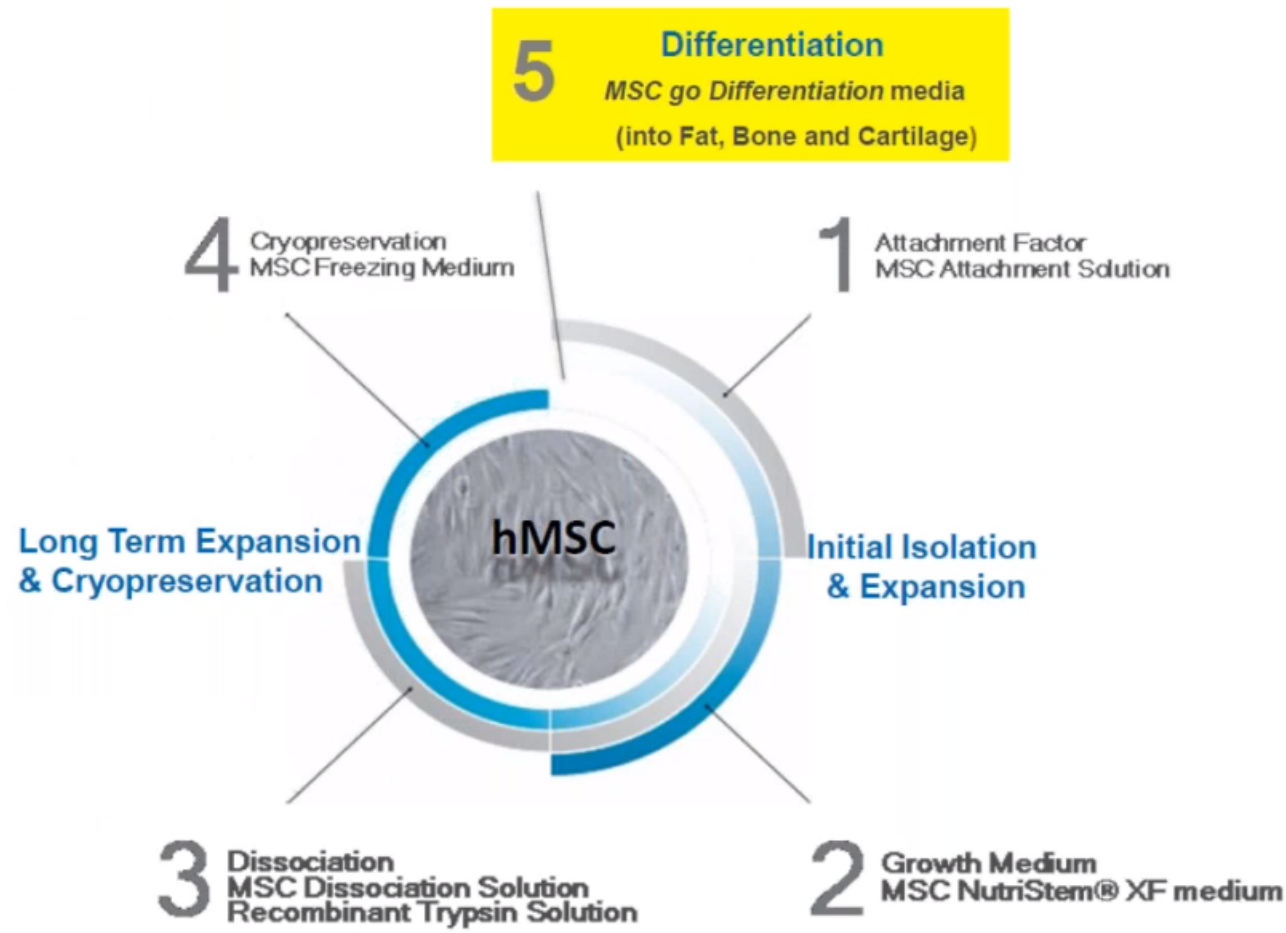 5
Differentiation
MSC go Differentiation media
(into Fat, Bone and Cartilage)
4
Cryopreservation
MSC Freezing Medium
1
Attachment Factor
MSC Attachment Solution
hMSC
Long Term Expansion
& Cryopreservation
Initial Isolation
& Expansion
3
Dissociation
MSC Dissociation Solution
Recombinant Trypsin Solution
2
Growth Medium
MSC NutriStem® XF medium